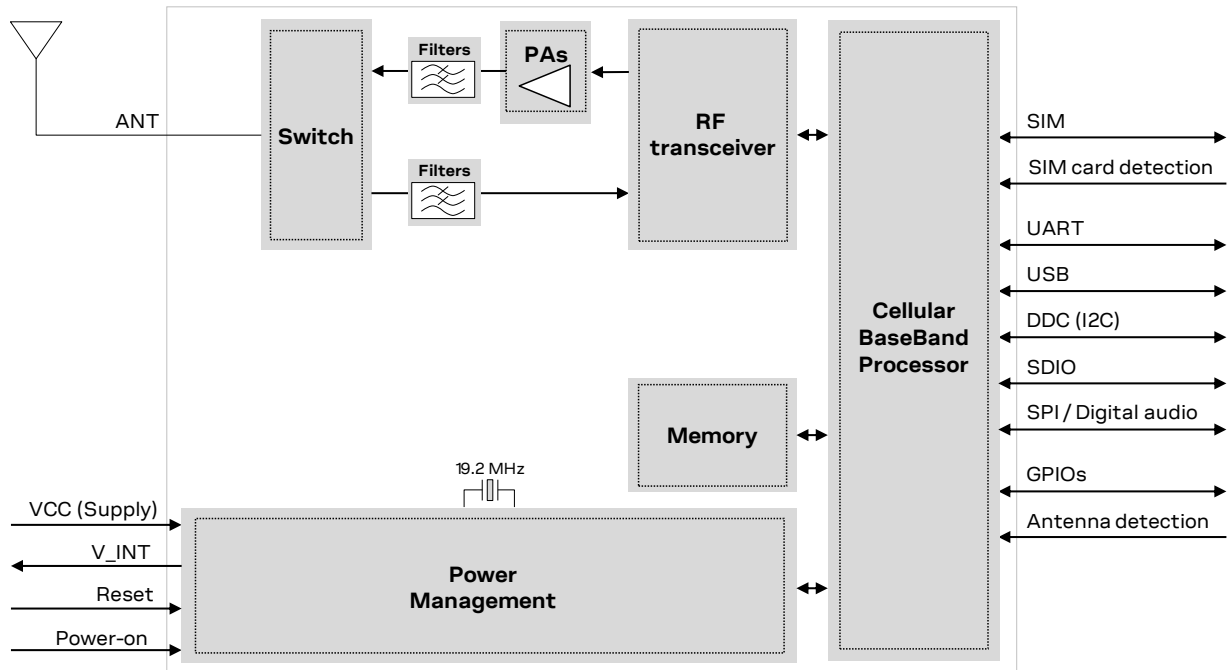 Filters
PAs
ANT
Switch
RF
transceiver
Filters
SIM
SIM card detection
UART
USB
DDC (I2C)
SDIO
SPI / Digital audio
GPIOs
Antenna detection
Cellular
BaseBand
Processor
Memory
19.2 MHz
VCC (Supply)
V_INT
Reset
Power-on
Power
Management